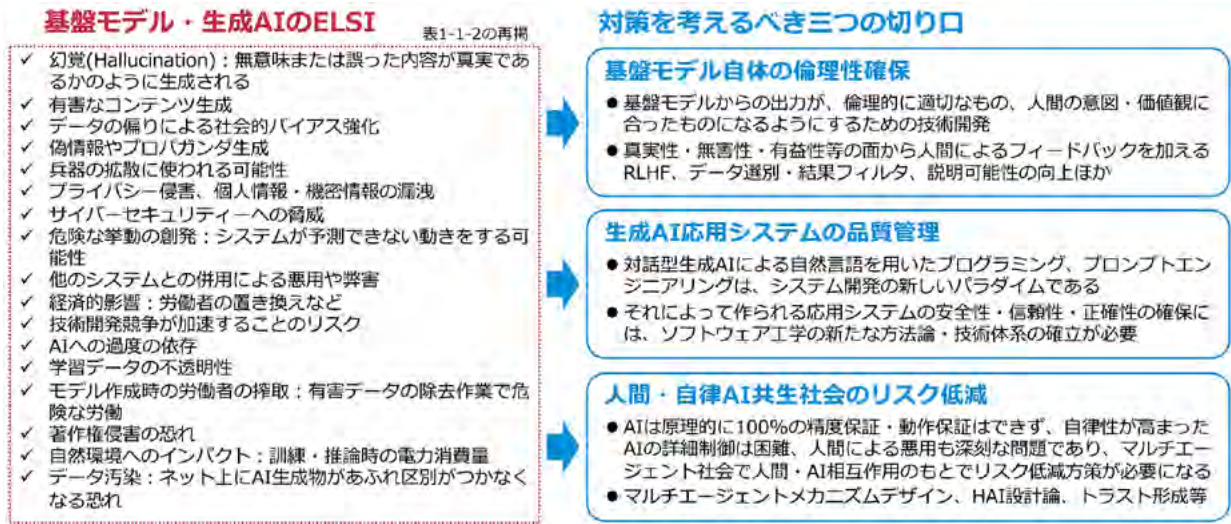 基盤モデル・生成AIのELSI
表1-1-2の再掲
✓ 幻覚(Hallucination)：無意味または誤った内容が真実であ
るかのように生成される
✓ 有害なコンテンツ生成
✓ データの偏りによる社会的バイアス強化
✓ 偽情報やプロパガンダ生成
✓ 兵器の拡散に使われる可能性
✓ プライバシー侵害、個人情報・機密情報の漏洩
✓ サイバーセキュリティーへの脅威
✓ 危険な挙動の創発：システムが予測できない動きをする可
能性
✓ 他のシステムとの併用による悪用や弊害
✓ 経済的影響：労働者の置き換えなど
✓ 技術開発競争が加速することのリスク
✓ AIへの過度の依存
✓ 学習データの不透明性
✓ モデル作成時の労働者の搾取：有害データの除去作業で危
険な労働
✓ 著作権侵害の恐れ
✓ 自然環境へのインパクト：訓練・推論時の電力消費量
✓ データ汚染：ネット上にAI生成物があふれ区別がつかなく
なる恐れ
対策を考えるべき三つの切り口
基盤モデル自体の倫理性確保
●基盤モデルからの出力が、倫理的に適切なもの、人間の意図・価値観に
合ったものになるようにするための技術開発
●真実性・無害性・有益性等の面から人間によるフィードバックを加える
RLHF、データ選別・結果フィルタ、説明可能性の向上ほか
生成AI応用システムの品質管理
●対話型生成AIによる自然言語を用いたプログラミング、プロンプトエン
ジニアリングは、システム開発の新しいパラダイムである
●それによって作られる応用システムの安全性・信頼性・正確性の確保に
は、ソフトウェア工学の新たな方法論・技術体系の確立が必要
人間・自律AI共生社会のリスク低減
●AIは原理的に100%の精度保証・動作保証はできず、自律性が高まった
AIの詳細制御は困難、人間による悪用も深刻な問題であり、マルチエー
ジェント社会で人間・AI相互作用のもとでリスク低減方策が必要になる
●マルチエージェントメカニズムデザイン、HAI設計論、トラスト形成等